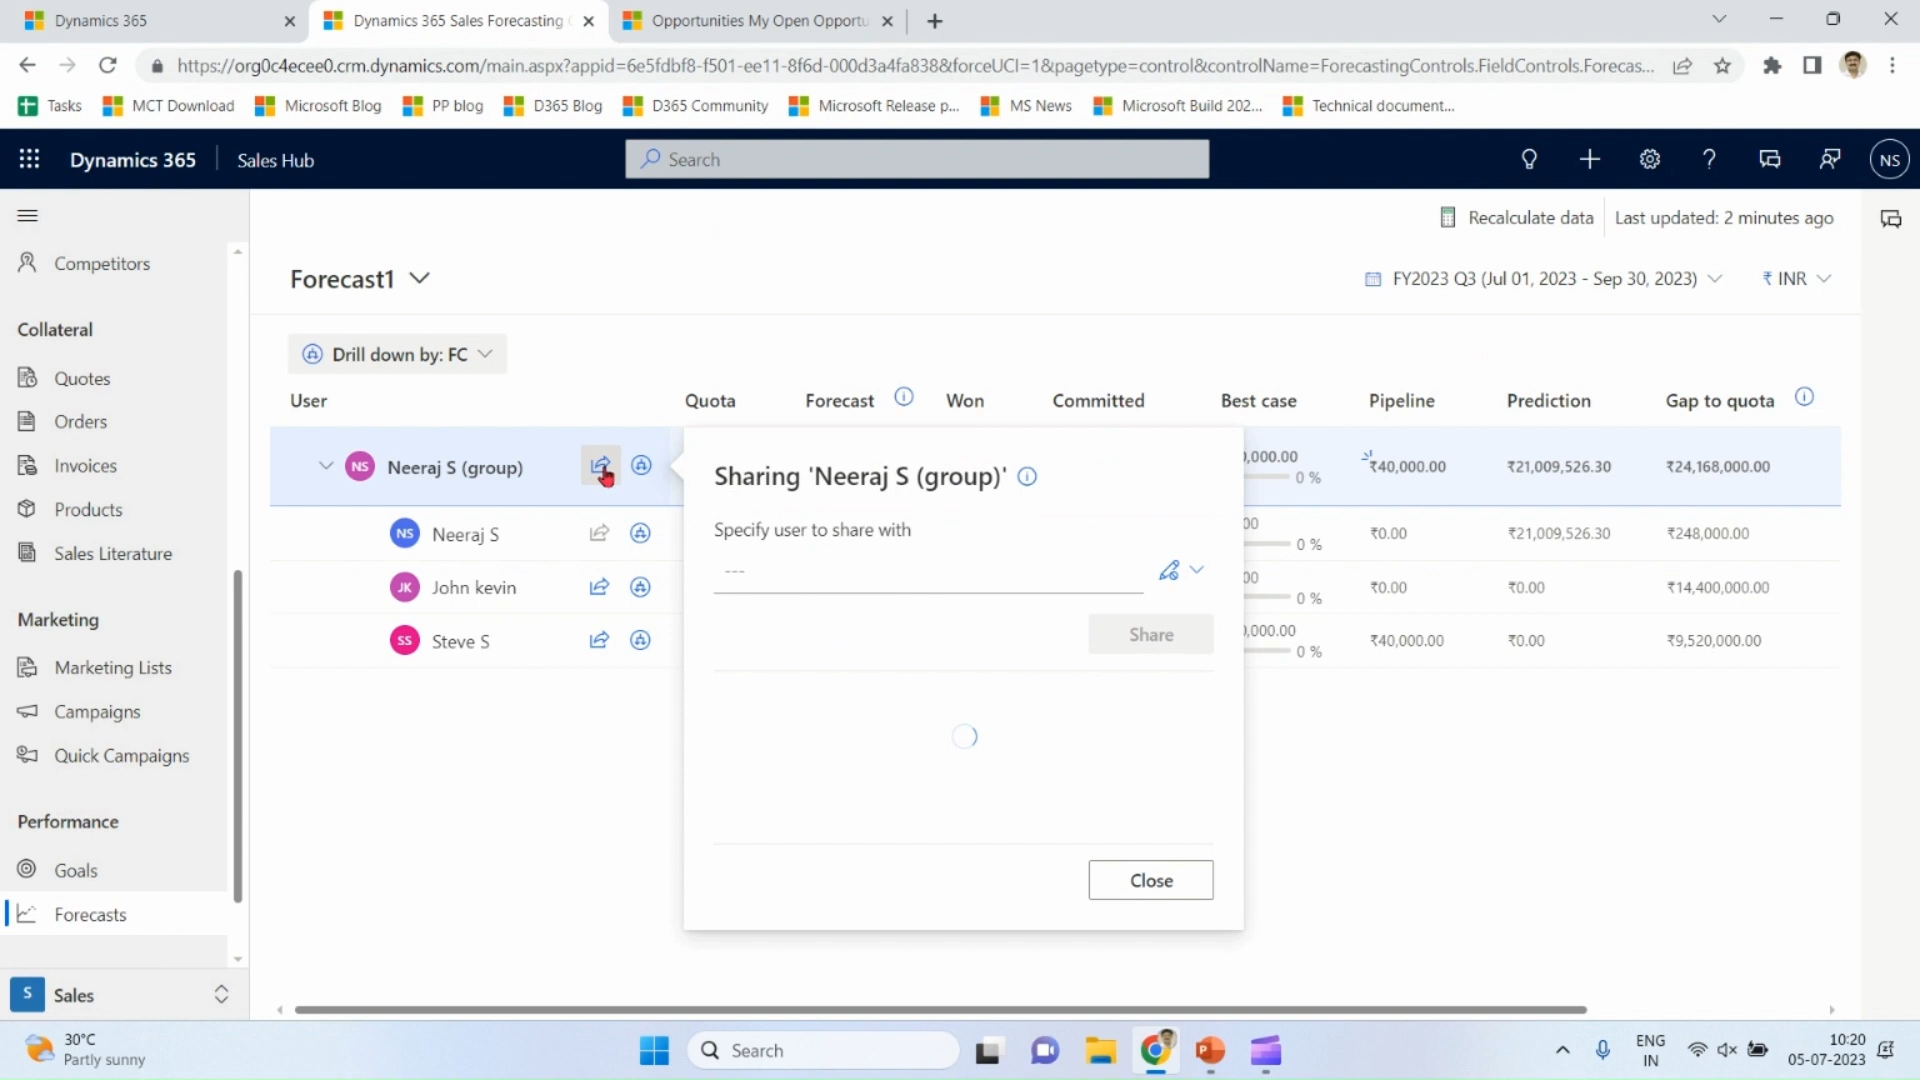 Dynamics 365
Dynamics 365 Sales Forecasting
Opportunities My Open Opportu
https://org0c4ecee0.crm.dynamics.com/main.aspx?appid=6e5fdbf8-f501-ee11-8f6d-000d3a4fa838&forceUCI=1&pagetype=control&controlName=ForecastingControls.FieldControls.Forecas...
Tasks
MCT Download
Microsoft Blog
PP blog
D365 Blog
D365 Community
Microsoft Release p...
MS News
Microsoft Build 202...
Technical document...
Dynamics 365
Sales Hub
Search
NS
Recalculate data
Last updated: 2 minutes ago
Forecast1
FY2023 Q3 (Jul 01, 2023 - Sep 30, 2023)
₹ INR
Drill down by: FC
User Quota Forecast Won Committed Best case Pipeline Prediction Gap to quota
NS Neeraj S (group) ,000.00 0 % ₹40,000.00 ₹21,009,526.30 ₹24,168,000.00
NS Neeraj S 00 0 % ₹0.00 ₹21,009,526.30 ₹248,000.00
JK John kevin 00 0 % ₹0.00 ₹0.00 ₹14,400,000.00
SS Steve S ,000.00 0 % ₹40,000.00 ₹0.00 ₹9,520,000.00
Sharing 'Neeraj S (group)'
Specify user to share with
---
Share
Close
Competitors
Collateral
Quotes
Orders
Invoices
Products
Sales Literature
Marketing
Marketing Lists
Campaigns
Quick Campaigns
Performance
Goals
Forecasts
S Sales
30°C
Partly sunny
Search
ENG
IN
10:20
05-07-2023